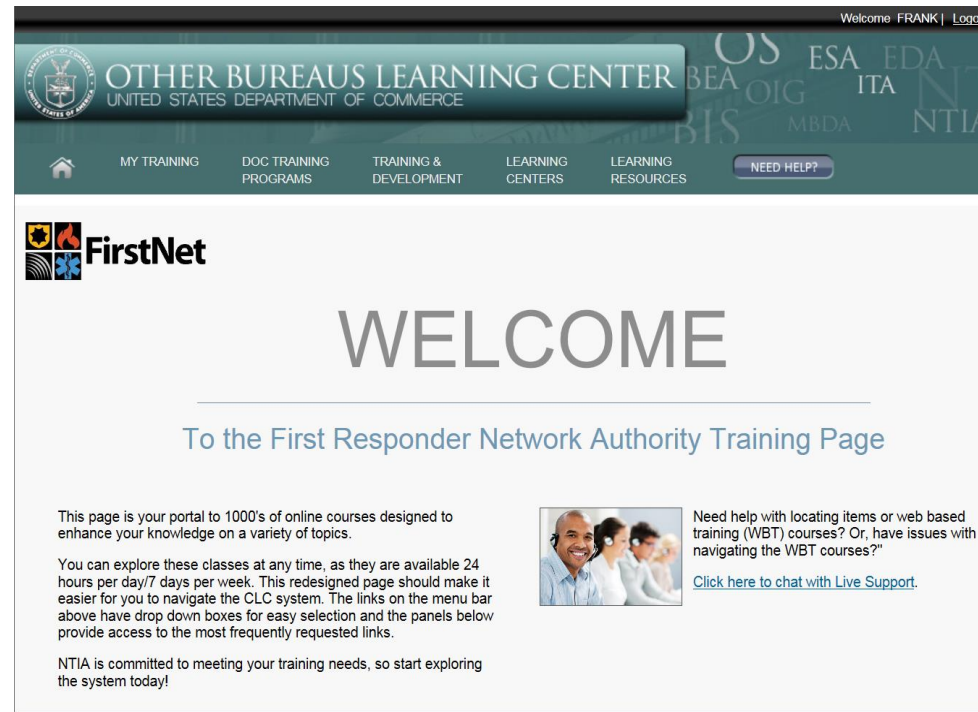 Welcome FRANK | Logo
OTHER BUREAUS LEARNING CENTER
UNITED STATES DEPARTMENT OF COMMERCE
BEA OS ESA EDA
OIG ITA
BIS MBDA NTIA
MY TRAINING
DOC TRAINING
PROGRAMS
TRAINING &
DEVELOPMENT
LEARNING
CENTERS
LEARNING
RESOURCES
NEED HELP?
FirstNet
WELCOME
To the First Responder Network Authority Training Page
This page is your portal to 1000's of online courses designed to
enhance your knowledge on a variety of topics.
You can explore these classes at any time, as they are available 24
hours per day/7 days per week. This redesigned page should make it
easier for you to navigate the CLC system. The links on the menu bar
above have drop down boxes for easy selection and the panels below
provide access to the most frequently requested links.
NTIA is committed to meeting your training needs, so start exploring
the system today!
Need help with locating items or web based
training (WBT) courses? Or, have issues with
navigating the WBT courses?"
Click here to chat with Live Support.